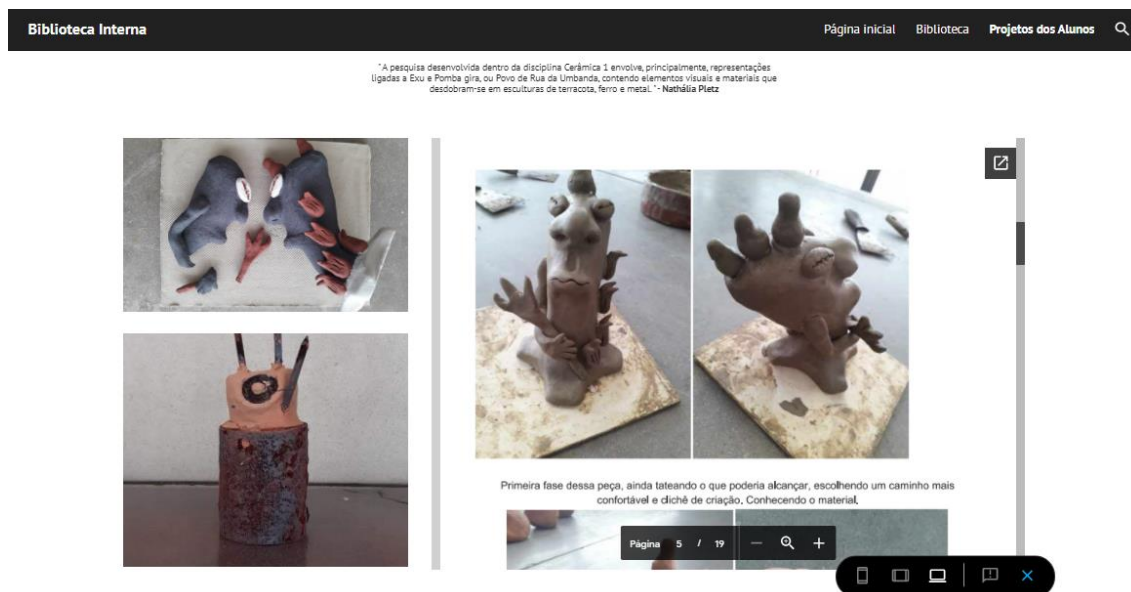 Biblioteca Interna
Página inicial Biblioteca Projetos dos Alunos
"A pesquisa desenvolvida dentro da disciplina Cerâmica 1 envolve, principalmente, representações
ligadas a Exu e Pomba gira, ou Povo de Rua da Umbanda, contendo elementos visuais e materiais que
desdobram-se em esculturas de terracota, ferro e metal." - Nathália Pletz
Primeira fase dessa peça, ainda tateando o que poderia alcançar, escolhendo um caminho mais
confortável e clichê de criação, Conhecendo o material,
Página 5 / 19